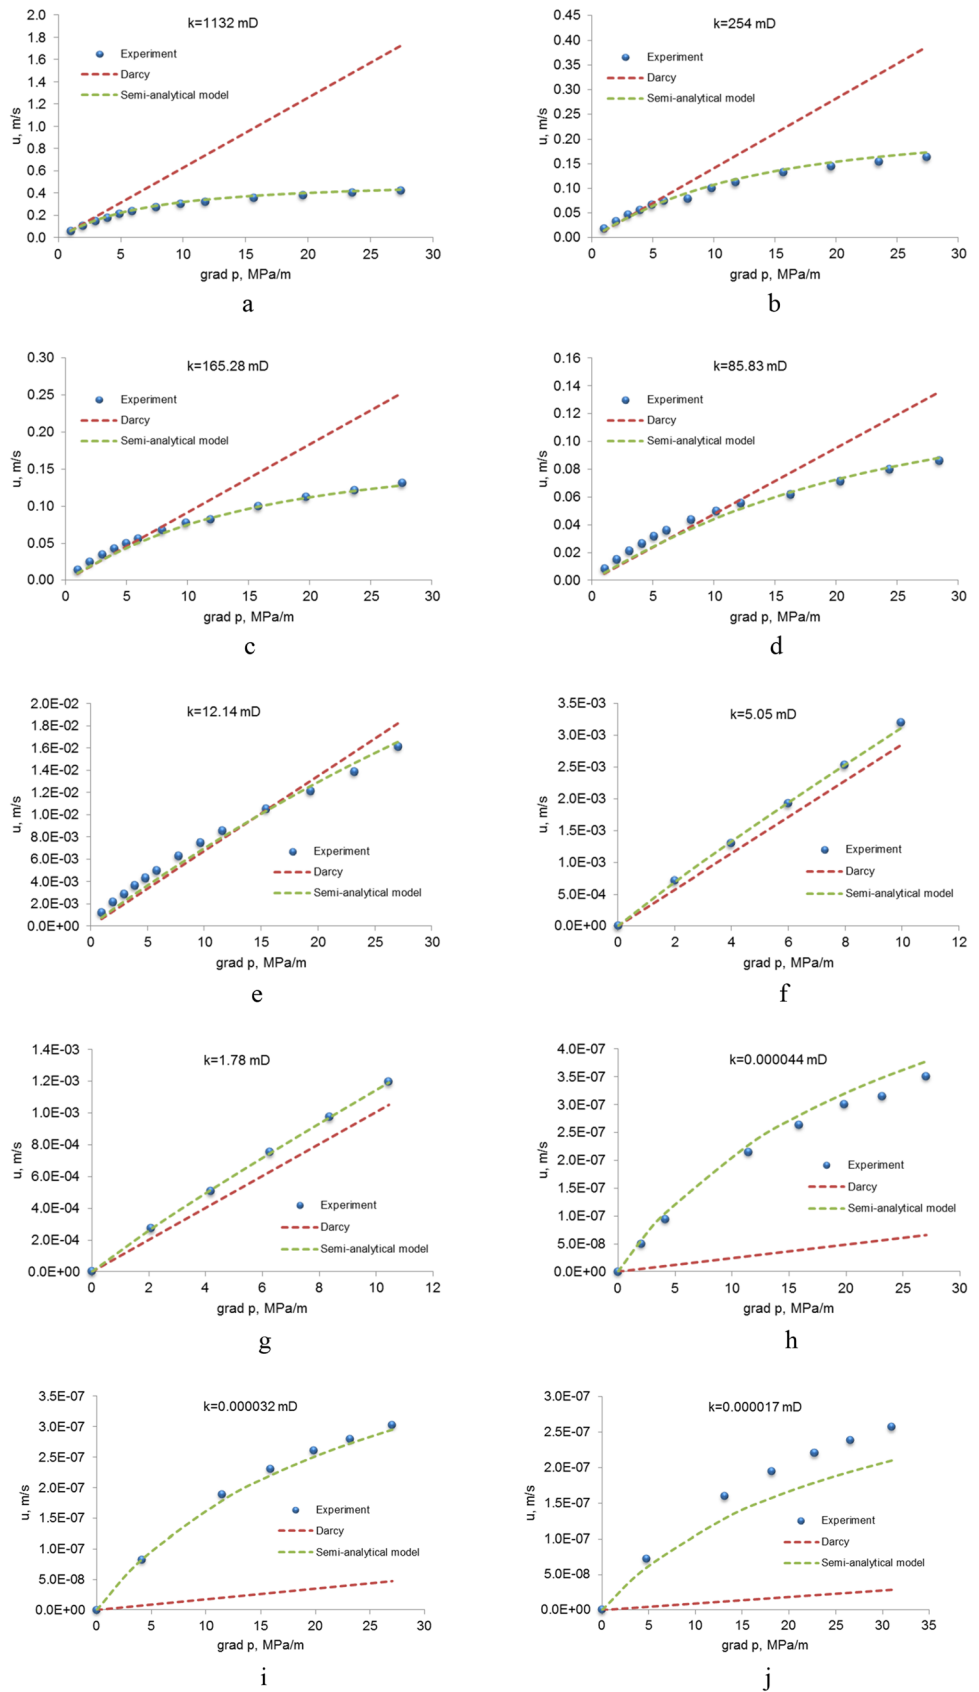 k=1132 mD
2.0
1.8
1.6
1.4
1.2
1.0
0.8
0.6
0.4
0.2
0.0
u, m/s
Experiment
Darcy
Semi-analytical model
0 5 10 15 20 25 30
grad p, MPa/m
a
k=254 mD
0.45
0.40
0.35
0.30
0.25
0.20
0.15
0.10
0.05
0.00
u, m/s
Experiment
Darcy
Semi-analytical model
0 5 10 15 20 25 30
grad p, MPa/m
b
k=165.28 mD
0.30
0.25
0.20
0.15
0.10
0.05
0.00
u, m/s
Experiment
Darcy
Semi-analytical model
0 5 10 15 20 25 30
grad p, MPa/m
c
k=85.83 mD
0.16
0.14
0.12
0.10
0.08
0.06
0.04
0.02
0.00
u, m/s
Experiment
Darcy
Semi-analytical model
0 5 10 15 20 25 30
grad p, MPa/m
d
k=12.14 mD
2.0E-02
1.8E-02
1.6E-02
1.4E-02
1.2E-02
1.0E-02
8.0E-03
6.0E-03
4.0E-03
2.0E-03
0.0E+00
u, m/s
Experiment
Darcy
Semi-analytical model
0 5 10 15 20 25 30
grad p, MPa/m
e
k=5.05 mD
3.5E-03
3.0E-03
2.5E-03
2.0E-03
1.5E-03
1.0E-03
5.0E-04
0.0E+00
u, m/s
Experiment
Darcy
Semi-analytical model
0 2 4 6 8 10 12
grad p, MPa/m
f
k=1.78 mD
1.4E-03
1.2E-03
1.0E-03
8.0E-04
6.0E-04
4.0E-04
2.0E-04
0.0E+00
u, m/s
Experiment
Darcy
Semi-analytical model
0 2 4 6 8 10 12
grad p, MPa/m
g
k=0.000044 mD
4.0E-07
3.5E-07
3.0E-07
2.5E-07
2.0E-07
1.5E-07
1.0E-07
5.0E-08
0.0E+00
u, m/s
Experiment
Darcy
Semi-analytical model
0 5 10 15 20 25 30
grad p, MPa/m
h
k=0.000032 mD
3.5E-07
3.0E-07
2.5E-07
2.0E-07
1.5E-07
1.0E-07
5.0E-08
0.0E+00
u, m/s
Experiment
Darcy
Semi-analytical model
0 5 10 15 20 25 30
grad p, MPa/m
i
k=0.000017 mD
3.0E-07
2.5E-07
2.0E-07
1.5E-07
1.0E-07
5.0E-08
0.0E+00
u, m/s
Experiment
Darcy
Semi-analytical model
0 5 10 15 20 25 30 35
grad p, MPa/m
j